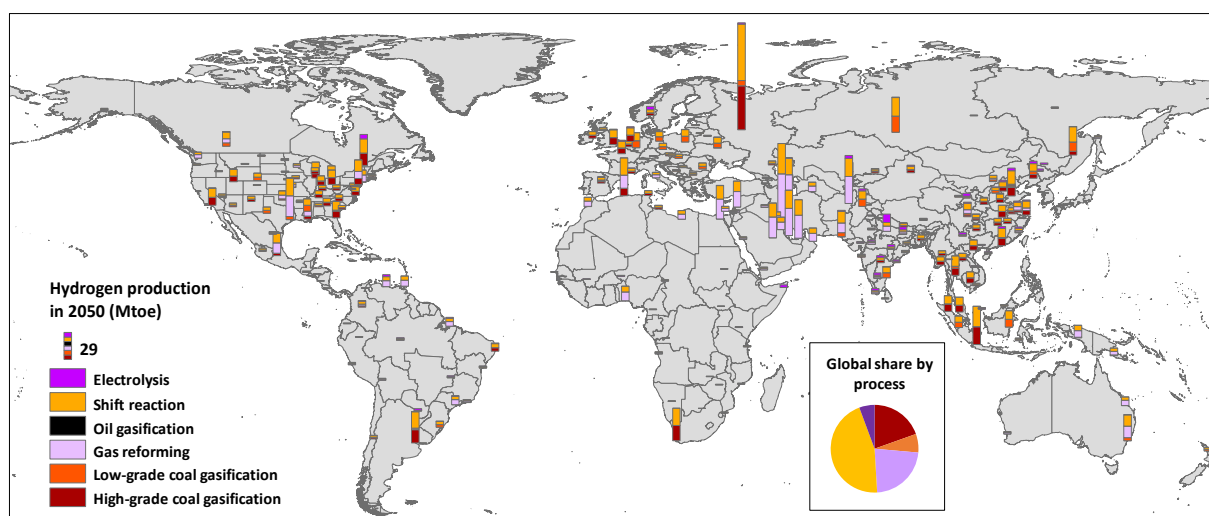 Hydrogen production
in 2050 (Mtoe)
29
Electrolysis
Shift reaction
Oil gasification
Gas reforming
Low-grade coal gasification
High-grade coal gasification
Global share by
process